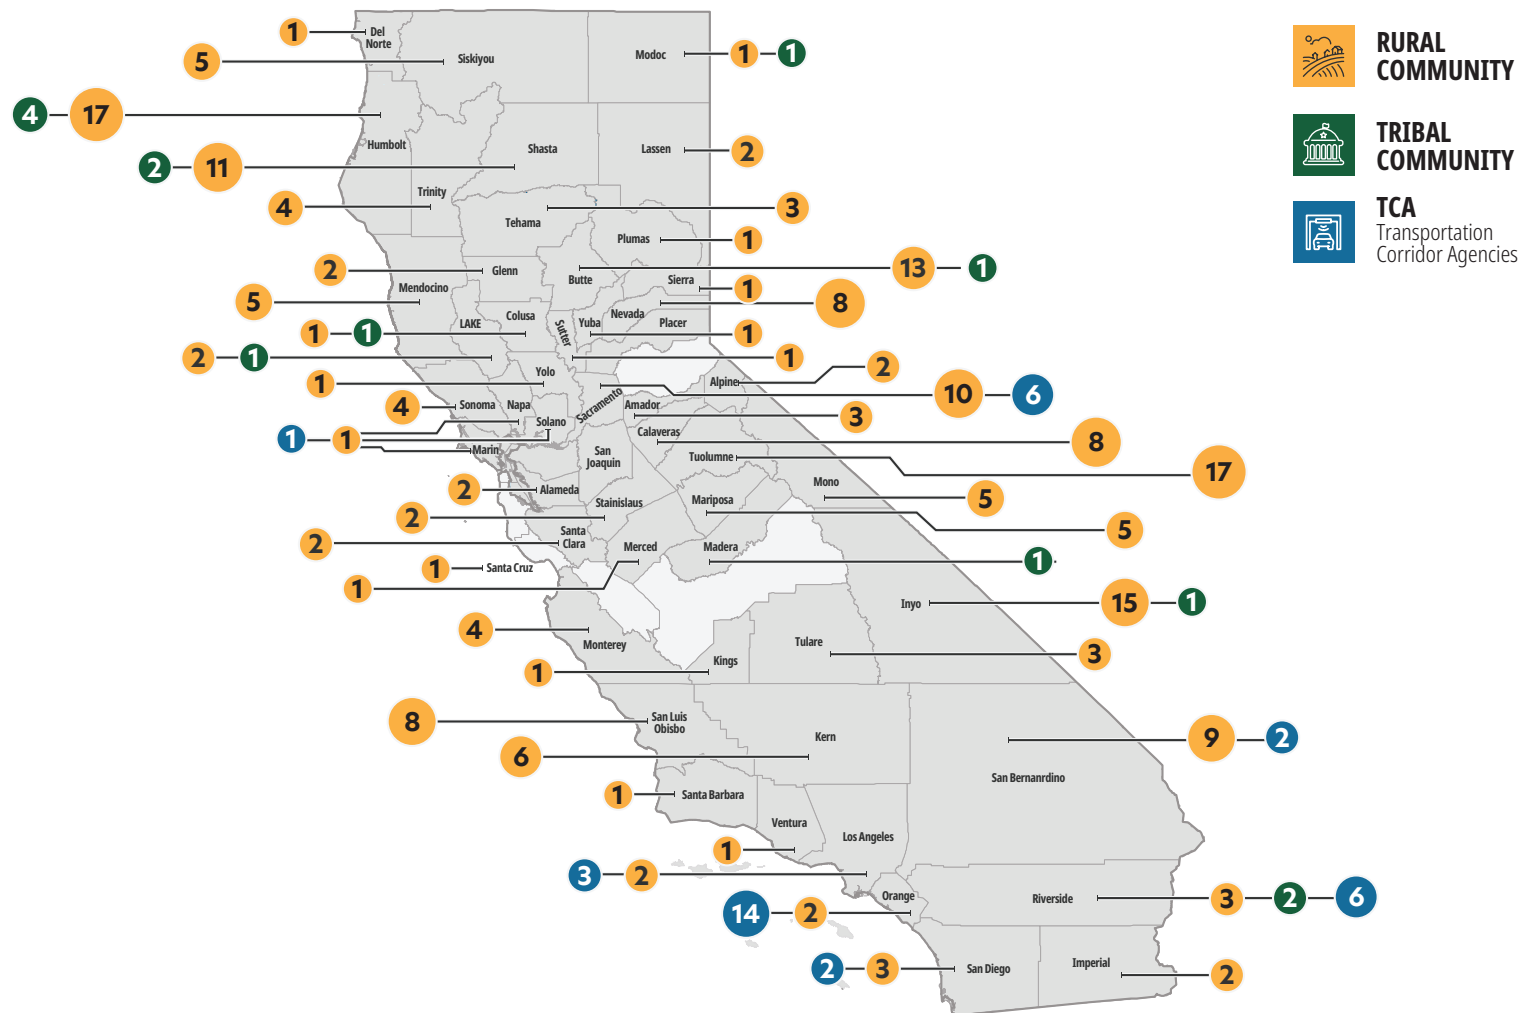 1
Del
Norte
5
Siskiyou
Modoc
1
1
4
17
Humbolt
2
11
Shasta
Lassen
2
4
Trinity
Tehama
3
Plumas
1
2
Glenn
Butte
13
1
5
Mendocino
Sierra
1
8
Nevada
Placer
1
1
LAKE
Colusa
Sutter
Yuba
1
2
1
1
1
Yolo
Alpine
2
Sacramento
10
6
4
Sonoma
Napa
Solano
Amador
3
1
1
Marin
Calaveras
8
San
Joaquin
Tuolumne
17
2
Alameda
Mono
5
2
Stainislaus
Mariposa
5
2
Santa
Clara
Merced
Madera
1
1
Santa Cruz
1
Inyo
15
1
4
Monterey
Tulare
3
1
Kings
8
San Luis
Obisbo
6
Kern
9
2
San Bernanrdino
1
Santa Barbara
Ventura
Los Angeles
1
3
2
Orange
14
2
Riverside
3
2
6
2
3
San Diego
Imperial
2
RURAL
COMMUNITY
TRIBAL
COMMUNITY
TCA
Transportation
Corridor Agencies